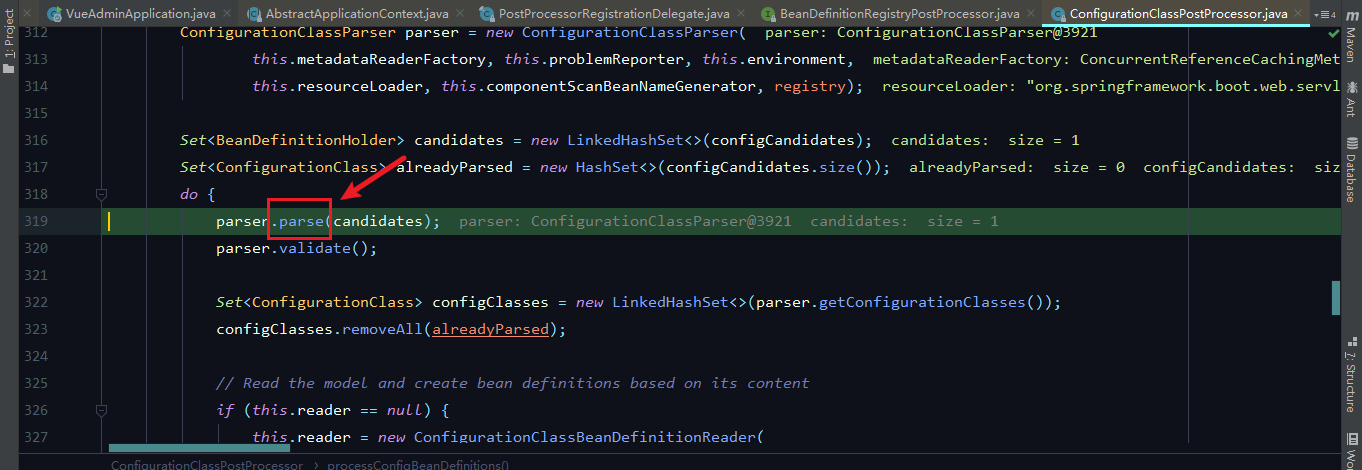 1: Project
VueAdminApplication.java
AbstractApplicationContext.java
PostProcessorRegistrationDelegate.java
BeanDefinitionRegistryPostProcessor.java
ConfigurationClassPostProcessor.java
4
312 ConfigurationClassParser parser = new ConfigurationClassParser( parser: ConfigurationClassParser@3921
313 this.metadataReaderFactory, this.problemReporter, this.environment, metadataReaderFactory: ConcurrentReferenceCachingMet
314 this.resourceLoader, this.componentScanBeanNameGenerator, registry); resourceLoader: "org.springframework.boot.web.servl
315
316 Set<BeanDefinitionHolder> candidates = new LinkedHashSet<>(configCandidates); candidates: size = 1
317 Set<ConfigurationClass> alreadyParsed = new HashSet<>(configCandidates.size()); alreadyParsed: size = 0 configCandidates: siz
318 do {
319 parser.parse(candidates); parser: ConfigurationClassParser@3921 candidates: size = 1
320 parser.validate();
321
322 Set<ConfigurationClass> configClasses = new LinkedHashSet<>(parser.getConfigurationClasses());
323 configClasses.removeAll(alreadyParsed);
324
325 // Read the model and create bean definitions based on its content
326 if (this.reader == null) {
327 this.reader = new ConfigurationClassBeanDefinitionReader(
ConfigurationClassPostProcessor › processConfigBeanDefinitions()
m
Maven
Ant
Database
7: Structure
Wo